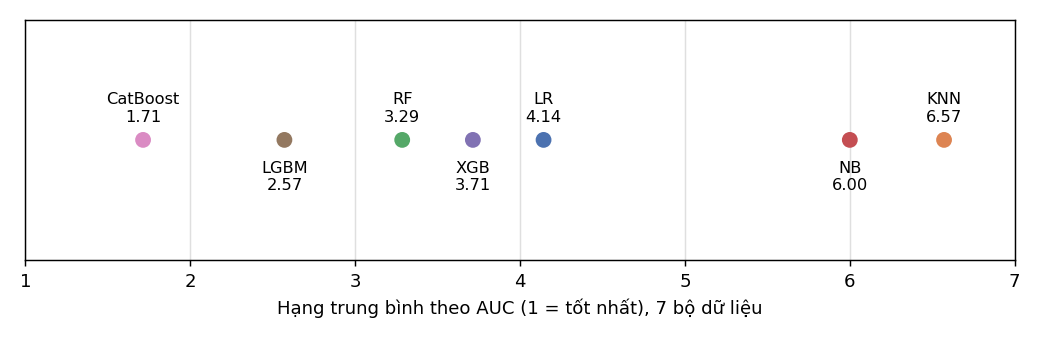 CatBoost
1.71
LGBM
2.57
RF
3.29
XGB
3.71
LR
4.14
NB
6.00
KNN
6.57
1 2 3 4 5 6 7
Hạng trung bình theo AUC (1 = tốt nhất), 7 bộ dữ liệu